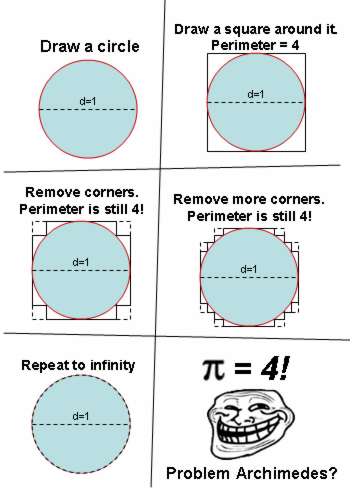 Draw a circle
d=1
Draw a square around it.
Perimeter = 4
d=1
Remove corners.
Perimeter is still 4!
d=1
Remove more corners.
Perimeter is still 4!
d=1
Repeat to infinity
d=1
π = 4!
Problem Archimedes?